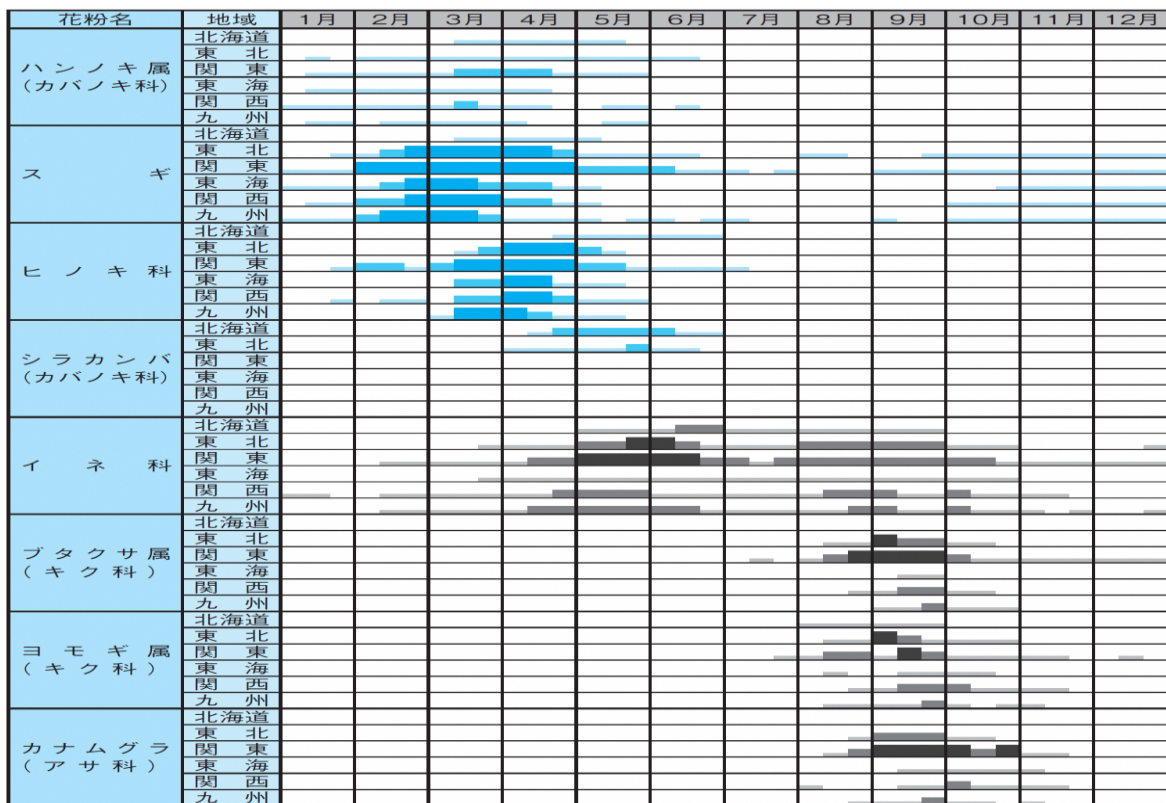 花粉名 地域 1月 2月 3月 4月 5月 6月 7月 8月 9月 10月 11月 12月
ハンノキ属
(カバノキ科)
北海道
東北
関東
東海
関西
九州
スギ
北海道
東北
関東
東海
関西
九州
ヒノキ科
北海道
東北
関東
東海
関西
九州
シラカンバ
(カバノキ科)
北海道
東北
関東
東海
関西
九州
イネ科
北海道
東北
関東
東海
関西
九州
ブタクサ属
(キク科)
北海道
東北
関東
東海
関西
九州
ヨモギ属
(キク科)
北海道
東北
関東
東海
関西
九州
カナムグラ
(アサ科)
北海道
東北
関東
東海
関西
九州